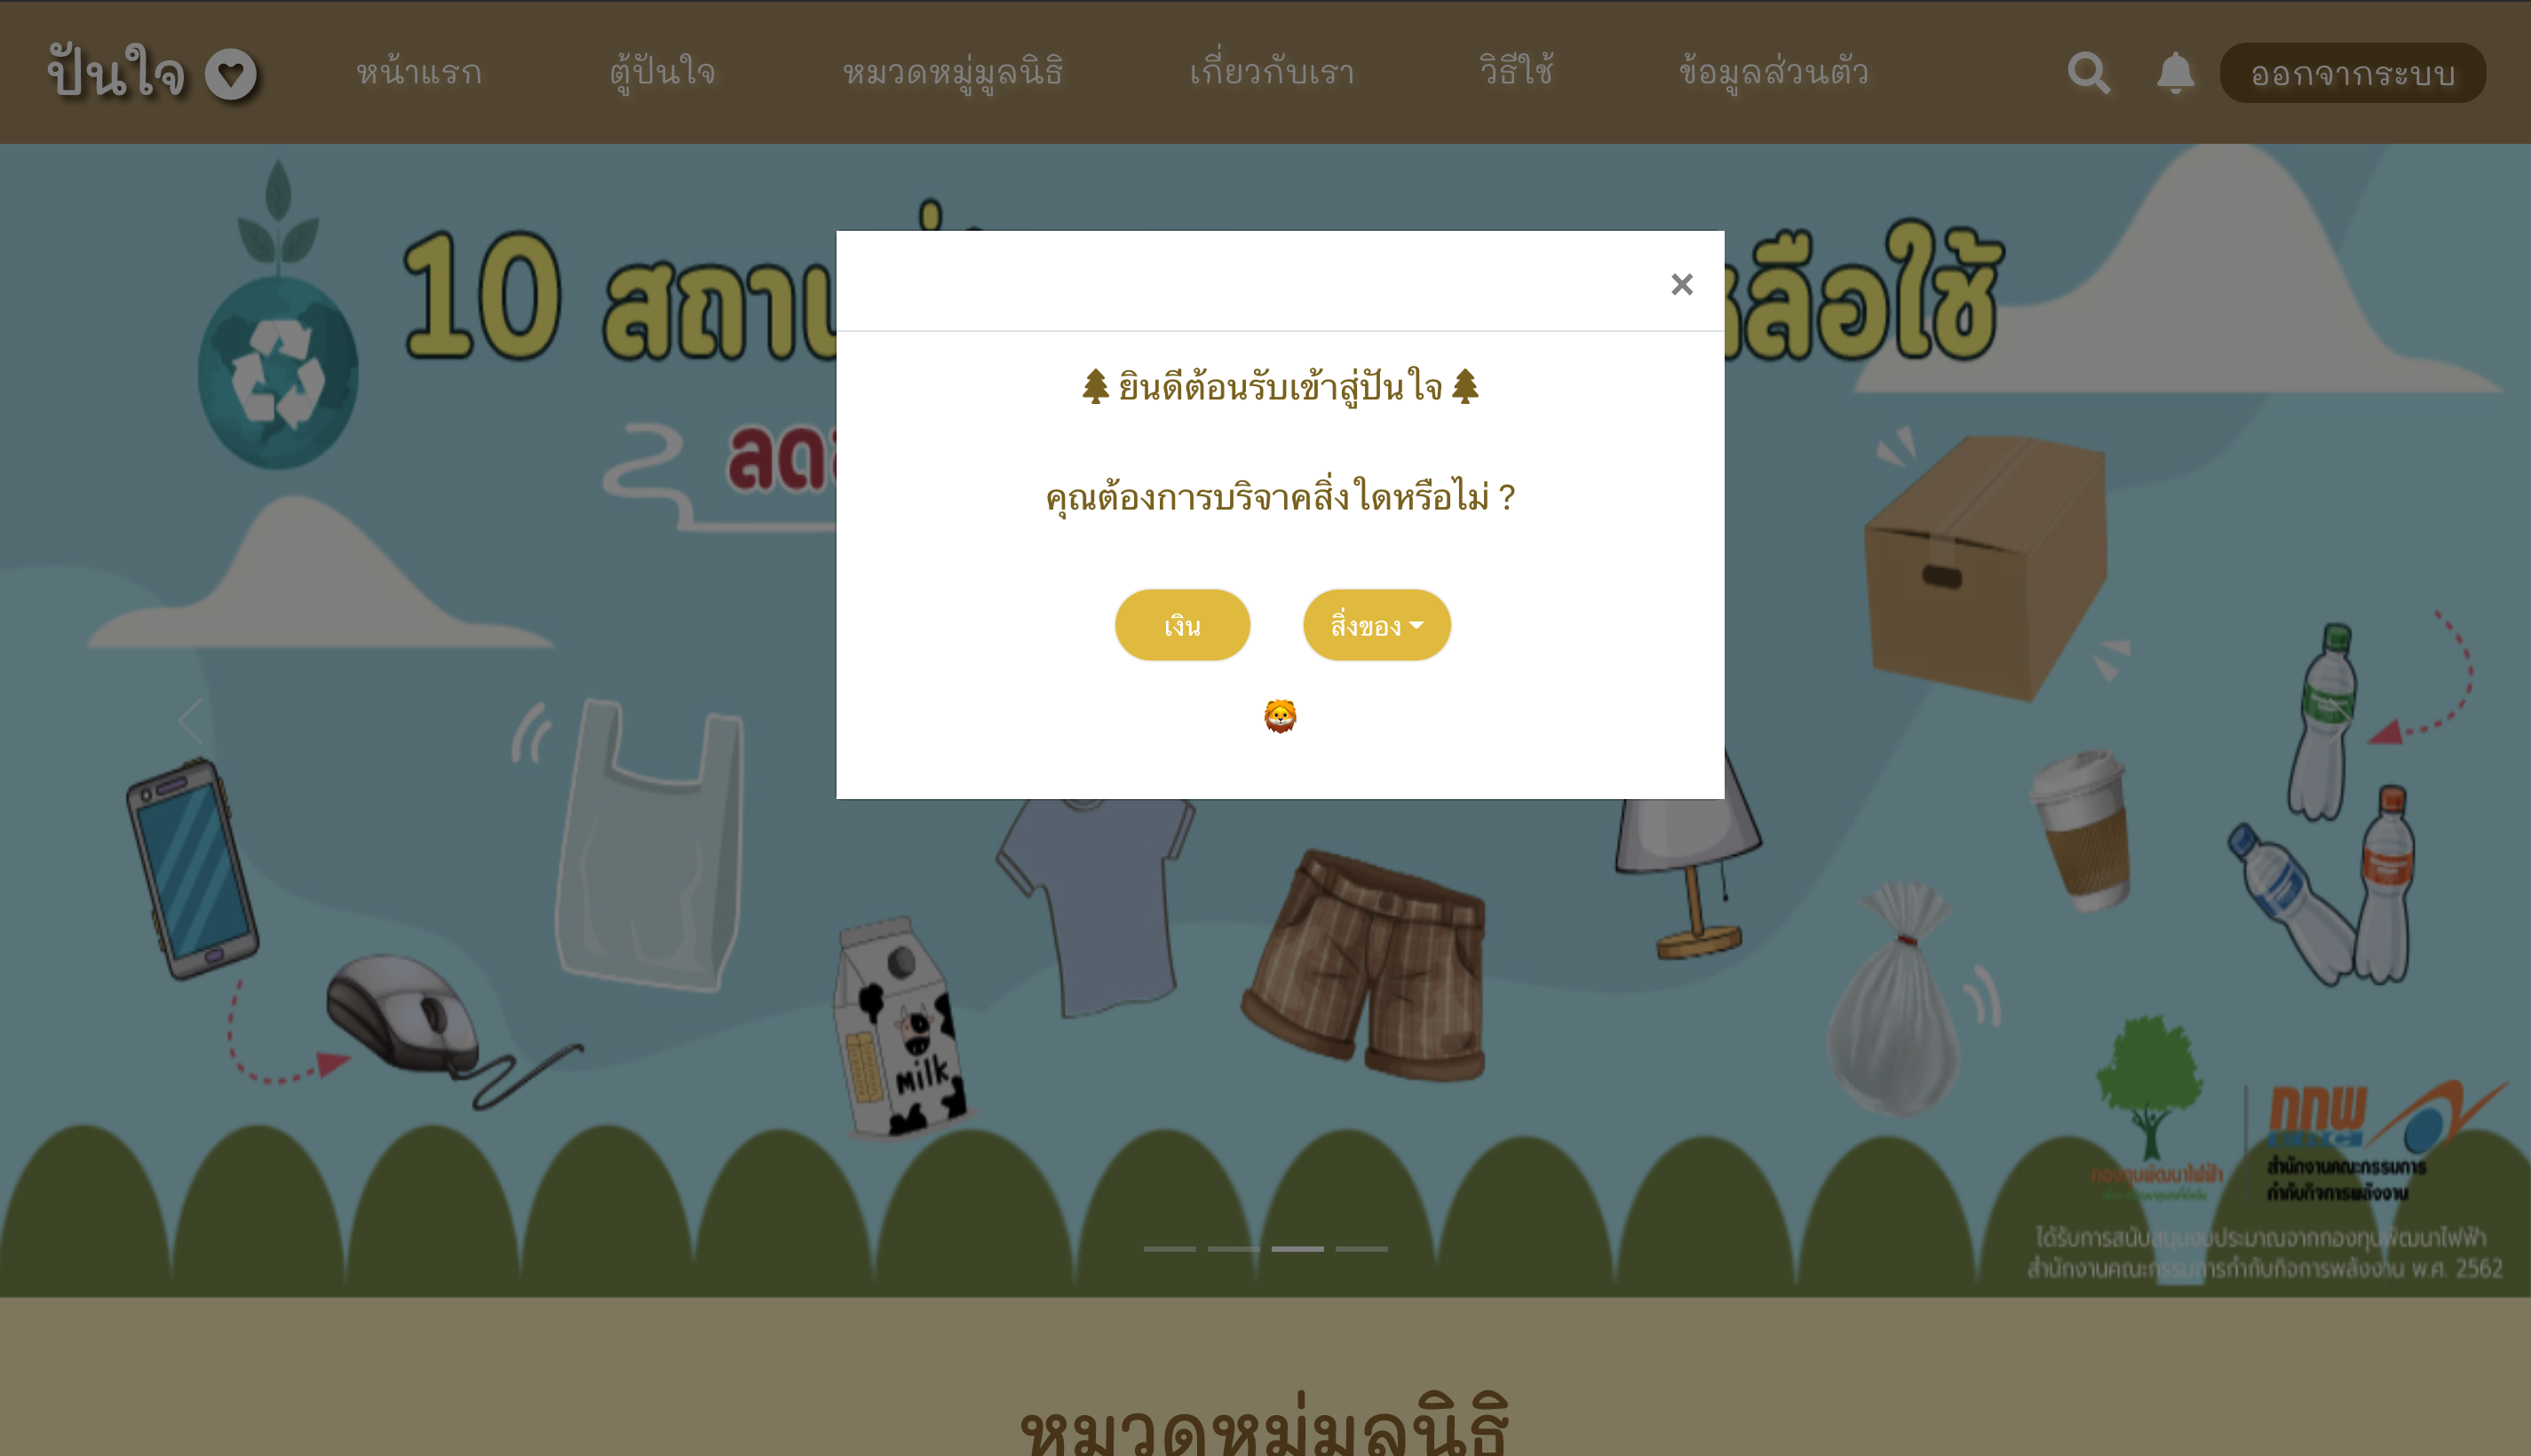 ปันใจ
หน้าแรก
ตู้ปันใจ
หมวดหมู่มูลนิธิ
เกี่ยวกับเรา
วิธีใช้
ข้อมูลส่วนตัว
ออกจากระบบ
10
ลือใช้
×
ยินดีต้อนรับเข้าสู่ปันใจ
คุณต้องการบริจาคสิ่งใดหรือไม่ ?
เงิน
สิ่งของ
milk
กกพ
กองทุนพัฒนาไฟฟ้า
สำนักงานคณะกรรมการ
กำกับกิจการพลังงาน
ได้รับการสนับสนุนงบประมาณจากกองทุนพัฒนาไฟฟ้า
สำนักงานคณะกรรมการกำกับกิจการพลังงาน พ.ศ. 2562
หมวดหมู่มูลนิธิ